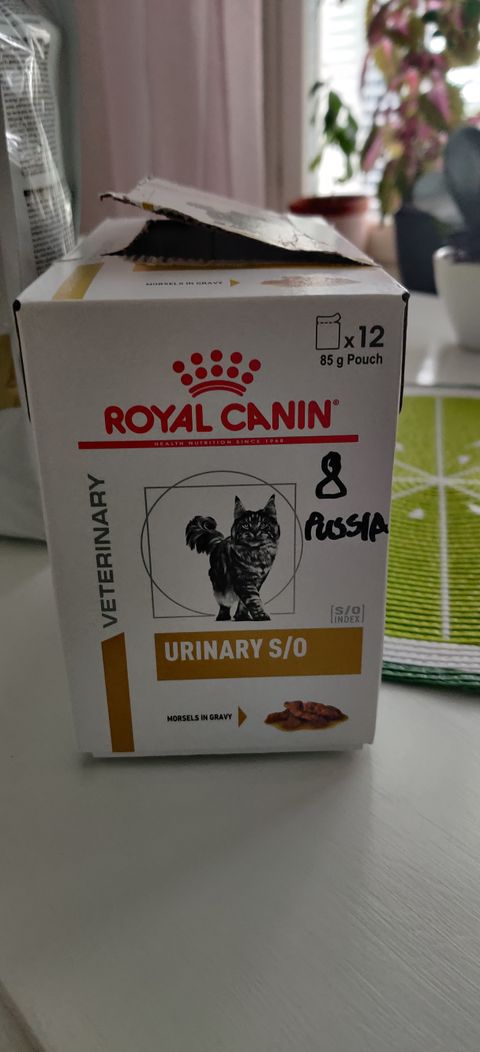 MORSELS IN GRAVY
x12
85 g Pouch
ROYAL CANIN®
HEALTH NUTRITION SINCE 1968
VETERINARY
8
PUSSIA
S/O
INDEX
URINARY S/O
MORSELS IN GRAVY